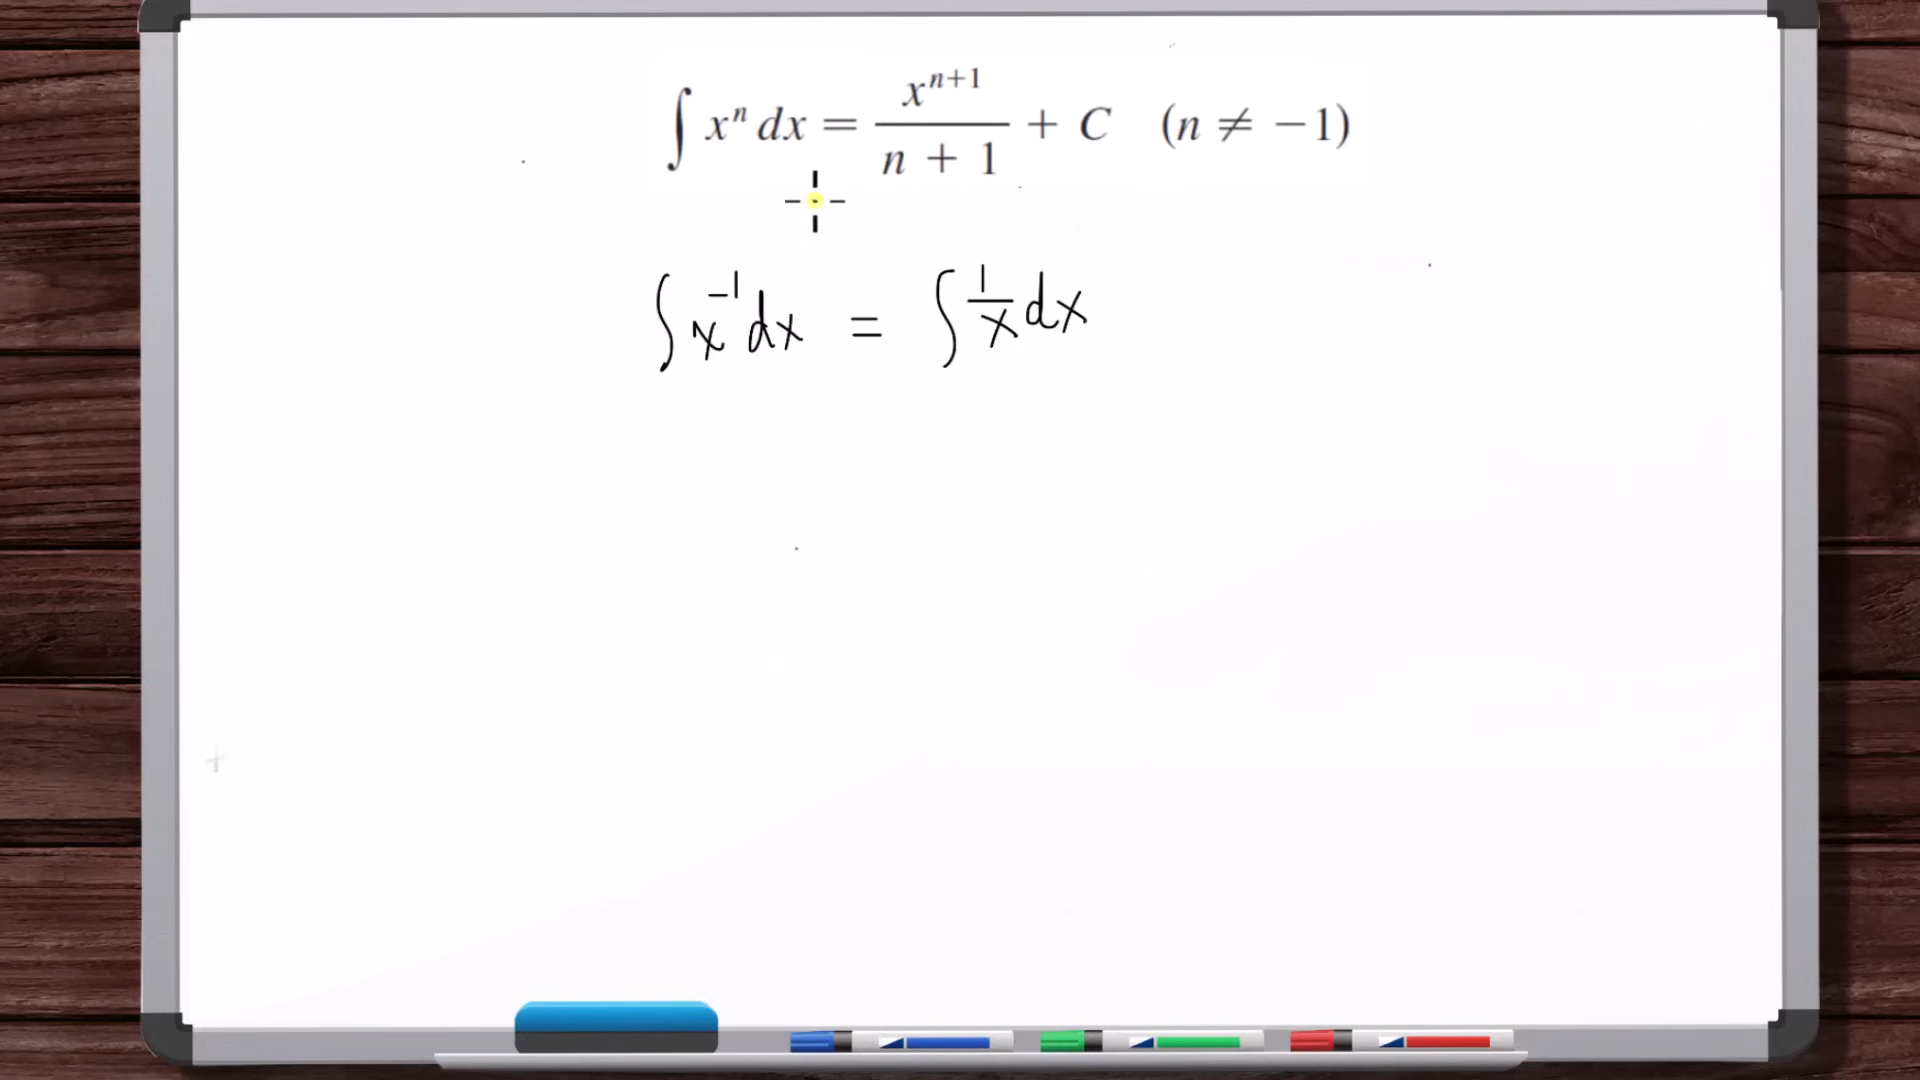 ∫ xⁿ dx = xⁿ⁺¹ / (n + 1) + C (n ≠ −1)
∫ x⁻¹ dx = ∫ 1/x dx